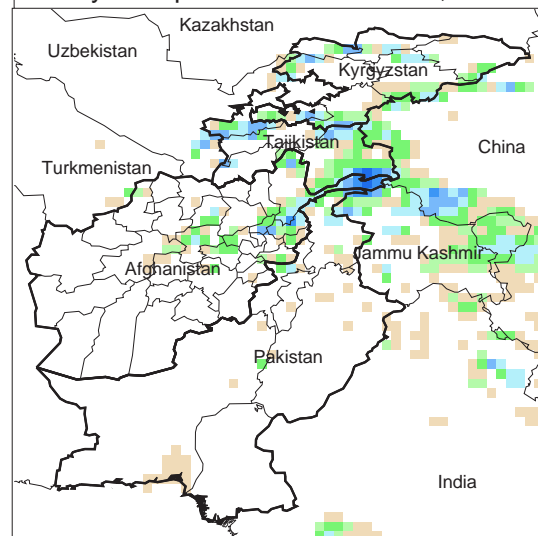 Kazakhstan
Uzbekistan
Kyrgyzstan
Tajikistan
China
Turkmenistan
Jammu Kashmir
Afghanistan
Pakistan
India